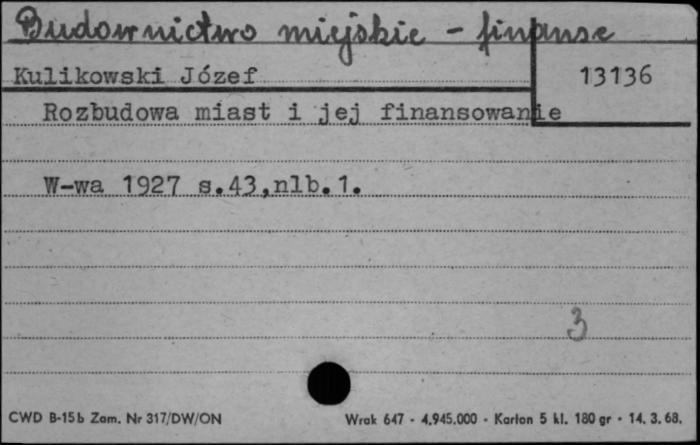 Budownictwo miejskie - finanse
Kulikowski Józef
13136
Rozbudowa miast i jej finansowanie
W-wa 1927 s.43,nlb.1.
3
CWD B-15b Zam. Nr 317/DW/ON
Wrak 647 - 4.945.000 - Karton 5 kl. 180 gr - 14. 3. 68.